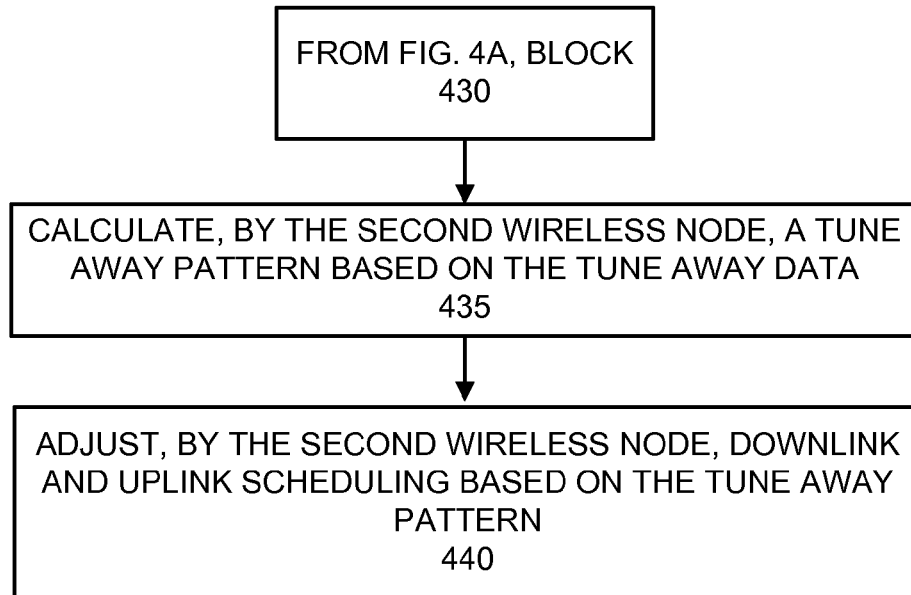 FROM FIG. 4A, BLOCK
430
CALCULATE, BY THE SECOND WIRELESS NODE, A TUNE
AWAY PATTERN BASED ON THE TUNE AWAY DATA
435
ADJUST, BY THE SECOND WIRELESS NODE, DOWNLINK
AND UPLINK SCHEDULING BASED ON THE TUNE AWAY
PATTERN
440